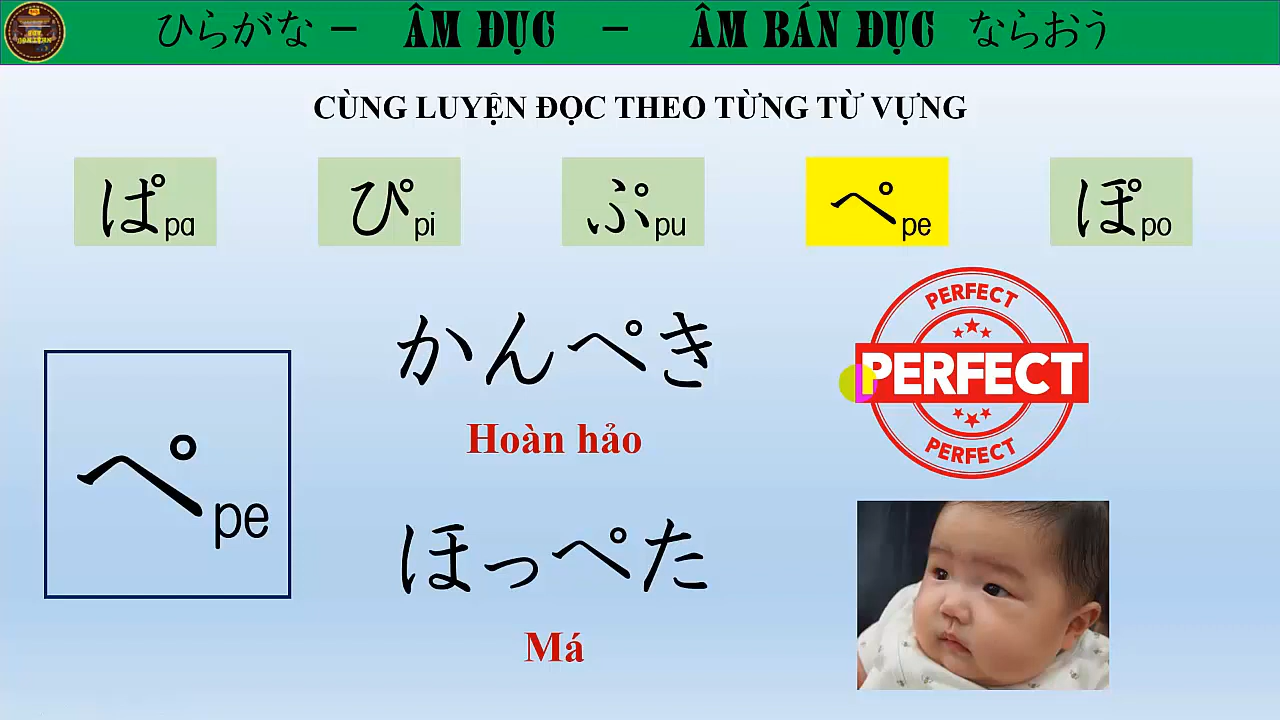 ひらがな – ÂM ĐỤC – ÂM BÁN ĐỤC ならおう
CÙNG LUYỆN ĐỌC THEO TỪNG TỪ VỰNG
ぱpa ぴpi ぷpu ぺpe ぽpo
ぺpe
かんぺき
Hoàn hảo
PERFECT
PERFECT
PERFECT
ほっぺた
Má